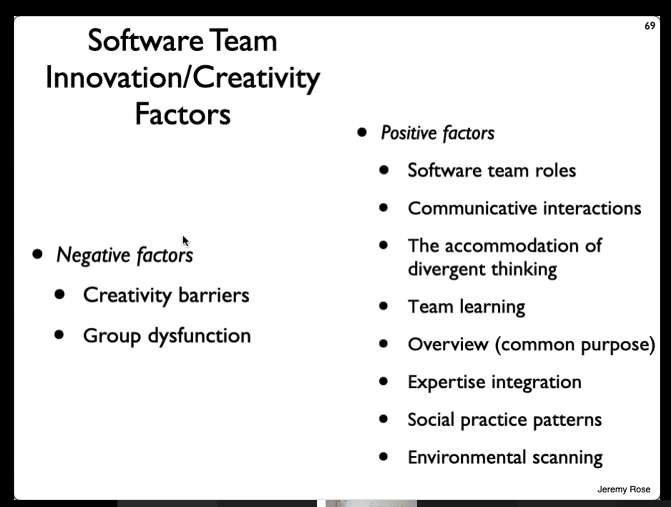 69
Software Team
Innovation/Creativity
Factors
• Negative factors
• Creativity barriers
• Group dysfunction
• Positive factors
• Software team roles
• Communicative interactions
• The accommodation of
divergent thinking
• Team learning
• Overview (common purpose)
• Expertise integration
• Social practice patterns
• Environmental scanning
Jeremy Rose